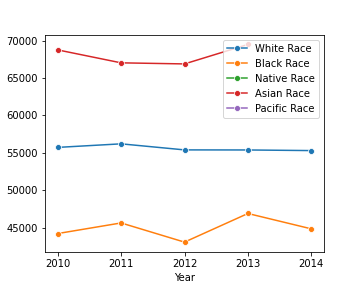 70000
65000
60000
55000
50000
45000
2010 2011 2012 2013 2014
Year
White Race
Black Race
Native Race
Asian Race
Pacific Race